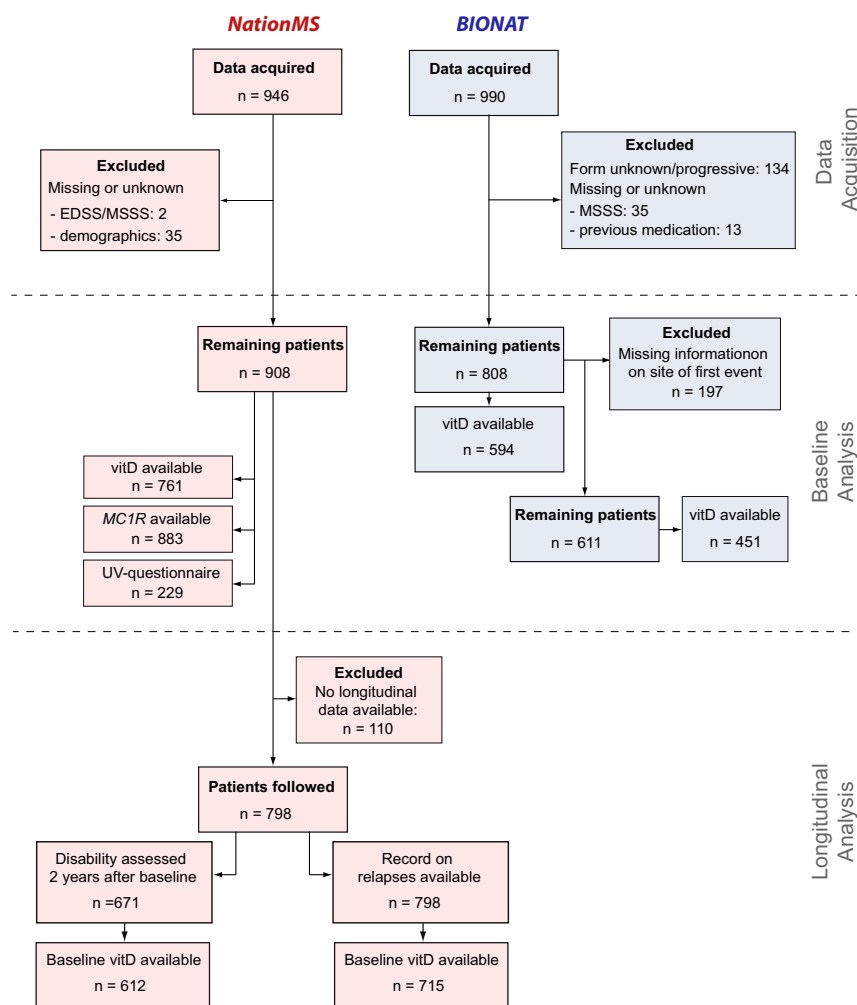 NationMS
BIONAT
Data acquired
n = 946
Data acquired
n = 990
Excluded
Missing or unknown
- EDSS/MSSS: 2
- demographics: 35
Excluded
Form unknown/progressive: 134
Missing or unknown
- MSSS: 35
- previous medication: 13
Data
Acquisition
Remaining patients
n = 908
Remaining patients
n = 808
Excluded
Missing informationon
on site of first event
n = 197
vitD available
n = 594
vitD available
n = 761
MC1R available
n = 883
UV-questionnaire
n = 229
Remaining patients
n = 611
vitD available
n = 451
Baseline
Analysis
Excluded
No longitudinal
data available:
n = 110
Patients followed
n = 798
Disability assessed
2 years after baseline
n =671
Record on
relapses available
n = 798
Baseline vitD available
n = 612
Baseline vitD available
n = 715
Longitudinal
Analysis